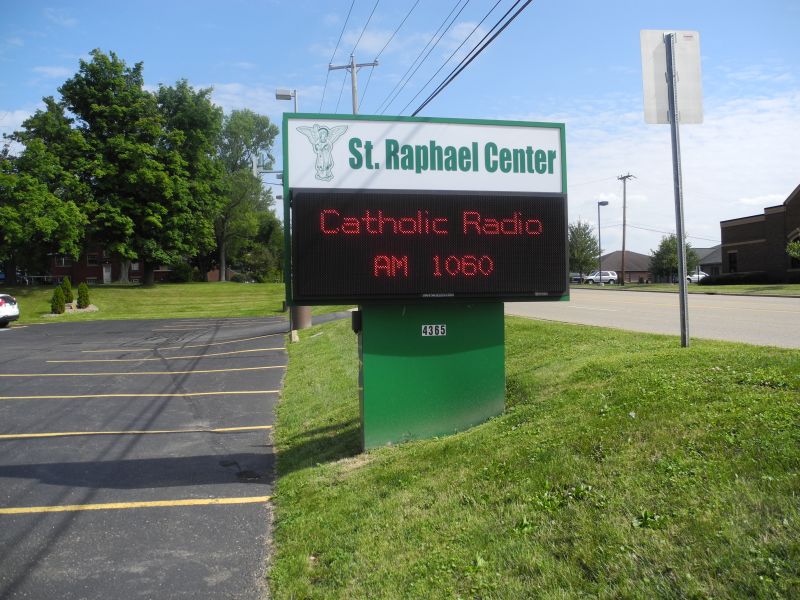 St. Raphael Center
Catholic Radio
AM 1060
4365